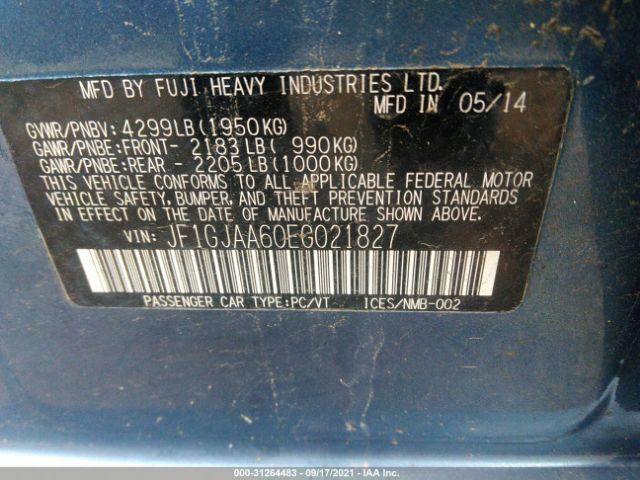 MFD BY FUJI HEAVY INDUSTRIES LTD.
MFD IN 05/14
GVWR/PNBV: 4299LB(1950KG)
GAWR/PNBE:FRONT- 2183LB( 990KG)
GAWR/PNBE:REAR - 2205LB(1000KG)
THIS VEHICLE CONFORMS TO ALL APPLICABLE FEDERAL MOTOR
VEHICLE SAFETY, BUMPER, AND THEFT PREVENTION STANDARDS
IN EFFECT ON THE DATE OF MANUFACTURE SHOWN ABOVE.
VIN: JF1GJAA60EG021827
PASSENGER CAR TYPE:PC/VT ICES/NMB-002
000-31264483 - 09/17/2021 - IAA Inc.